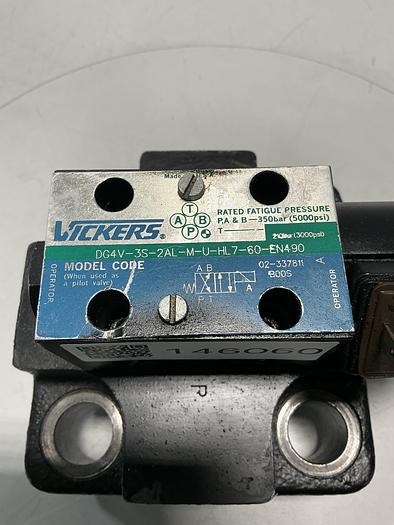 Made
T
A B
P
VICKERS®
RATED FATIGUE PRESSURE
P,A & B—350bar (5000psi)
T 210bar (3000psi)
DG4V-3S-2AL-M-U-HL7-60-EN490
MODEL CODE
(When used as
a pilot valve)
OPERATOR
A B
P T
A
02-337811
A
OPERATOR
146060
P